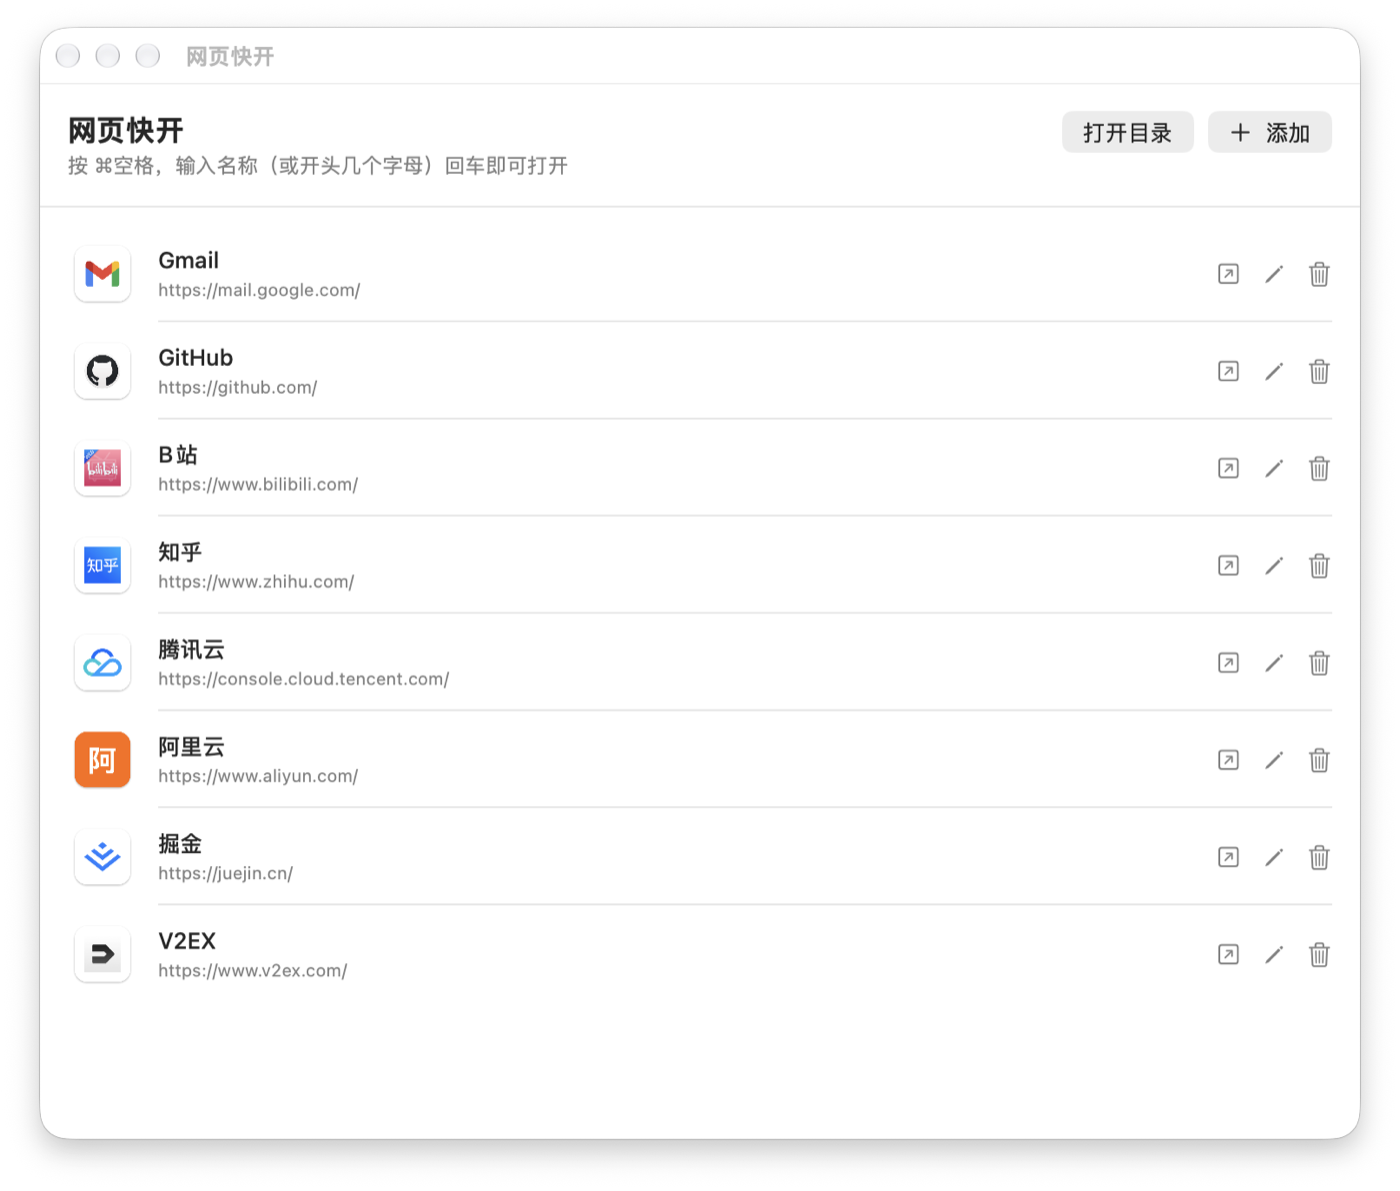 网页快开
网页快开
按 ⌘空格，输入名称（或开头几个字母）回车即可打开
打开目录
＋ 添加
Gmail
https://mail.google.com/
GitHub
https://github.com/
bilibili
B站
https://www.bilibili.com/
知乎
知乎
https://www.zhihu.com/
腾讯云
https://console.cloud.tencent.com/
阿
阿里云
https://www.aliyun.com/
掘金
https://juejin.cn/
V2EX
https://www.v2ex.com/